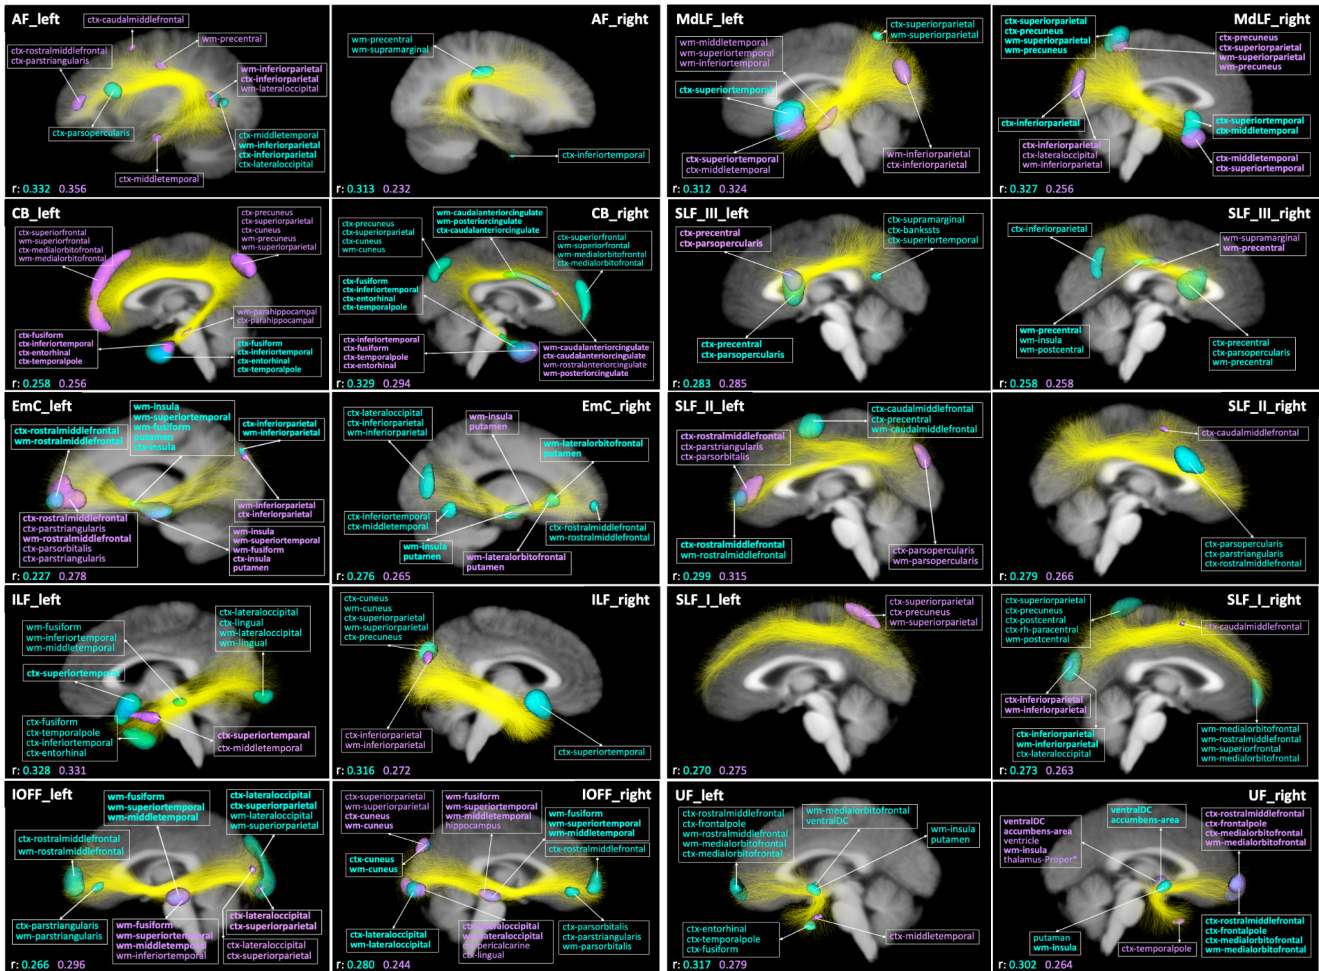 AF_left
ctx-caudalmiddlefrontal
ctx-rostralmiddlefrontal
ctx-parstriangularis
wm-precentral
wm-inferiorparietal
ctx-inferiorparietal
wm-lateraloccipital
ctx-parsopercularis
ctx-middletemporal
wm-inferiorparietal
ctx-inferiorparietal
ctx-lateraloccipital
ctx-middletemporal
r: 0.332 0.356
AF_right
wm-precentral
wm-supramarginal
ctx-inferiortemporal
r: 0.313 0.232
MdLF_left
ctx-superiorparietal
wm-superiorparietal
wm-middletemporal
wm-superiortemporal
wm-inferiortemporal
ctx-superiortemporal
ctx-superiortemporal
ctx-middletemporal
wm-inferiorparietal
ctx-inferiorparietal
r: 0.312 0.324
MdLF_right
ctx-superiorparietal
ctx-precuneus
wm-superiorparietal
wm-precuneus
ctx-precuneus
ctx-superiorparietal
wm-superiorparietal
wm-precuneus
ctx-inferiorparietal
ctx-superiortemporal
ctx-middletemporal
ctx-inferiorparietal
ctx-lateraloccipital
wm-inferiorparietal
ctx-middletemporal
ctx-superiortemporal
r: 0.327 0.256
CB_left
ctx-superiorfrontal
wm-superiorfrontal
ctx-medialorbitofrontal
wm-medialorbitofrontal
ctx-precuneus
ctx-superiorparietal
ctx-cuneus
wm-precuneus
wm-superiorparietal
wm-parahippocampal
ctx-parahippocampal
ctx-fusiform
ctx-inferiortemporal
ctx-entorhinal
ctx-temporalpole
ctx-fusiform
ctx-inferiortemporal
ctx-entorhinal
ctx-temporalpole
r: 0.258 0.256
CB_right
ctx-precuneus
ctx-superiorparietal
ctx-cuneus
wm-cuneus
wm-caudalanteriorcingulate
wm-posteriorcingulate
ctx-caudalanteriorcingulate
ctx-superiorfrontal
wm-superiorfrontal
wm-medialorbitofrontal
ctx-medialorbitofrontal
ctx-fusiform
ctx-inferiortemporal
ctx-entorhinal
ctx-temporalpole
ctx-inferiortemporal
ctx-fusiform
ctx-temporalpole
ctx-entorhinal
wm-caudalanteriorcingulate
ctx-caudalanteriorcingulate
wm-rostralanteriorcingulate
wm-posteriorcingulate
r: 0.329 0.294
SLF_III_left
ctx-precentral
ctx-parsopercularis
ctx-supramarginal
ctx-bankssts
ctx-superiortemporal
ctx-precentral
ctx-parsopercularis
r: 0.283 0.285
SLF_III_right
ctx-inferiorparietal
wm-supramarginal
wm-precentral
wm-precentral
wm-insula
wm-postcentral
ctx-precentral
ctx-parsopercularis
wm-precentral
r: 0.258 0.258
EmC_left
ctx-rostralmiddlefrontal
wm-rostralmiddlefrontal
wm-insula
wm-superiortemporal
wm-fusiform
putamen
ctx-insula
ctx-inferiorparietal
wm-inferiorparietal
wm-inferiorparietal
ctx-inferiorparietal
ctx-rostralmiddlefrontal
ctx-parstriangularis
wm-rostralmiddlefrontal
ctx-parsorbitalis
ctx-parstriangularis
wm-insula
wm-superiortemporal
wm-fusiform
ctx-insula
putamen
r: 0.227 0.278
EmC_right
ctx-lateraloccipital
ctx-inferiorparietal
wm-inferiorparietal
wm-insula
putamen
wm-lateralorbitofrontal
putamen
ctx-inferiortemporal
ctx-middletemporal
wm-insula
putamen
wm-lateralorbitofrontal
putamen
ctx-rostralmiddlefrontal
wm-rostralmiddlefrontal
r: 0.276 0.265
SLF_II_left
ctx-rostralmiddlefrontal
ctx-parstriangularis
ctx-parsorbitalis
ctx-caudalmiddlefrontal
ctx-precentral
wm-caudalmiddlefrontal
ctx-rostralmiddlefrontal
wm-rostralmiddlefrontal
ctx-parsopercularis
wm-parsopercularis
r: 0.299 0.315
SLF_II_right
ctx-caudalmiddlefrontal
ctx-parsopercularis
ctx-parstriangularis
ctx-rostralmiddlefrontal
r: 0.279 0.266
ILF_left
wm-fusiform
wm-inferiortemporal
wm-middletemporal
ctx-lateraloccipital
ctx-lingual
wm-lateraloccipital
wm-lingual
ctx-superiortemporal
ctx-fusiform
ctx-temporalpole
ctx-inferiortemporal
ctx-entorhinal
ctx-superiortemparal
ctx-middletemporal
r: 0.328 0.331
ILF_right
ctx-cuneus
wm-cuneus
ctx-superiorparietal
wm-superiorparietal
ctx-precuneus
ctx-inferiorparietal
wm-inferiorparietal
ctx-superiortemporal
r: 0.316 0.272
SLF_I_left
ctx-superiorparietal
ctx-precuneus
wm-superiorparietal
r: 0.270 0.275
SLF_I_right
ctx-superiorparietal
ctx-precuneus
ctx-postcentral
ctx-rh-paracentral
wm-postcentral
ctx-caudalmiddlefrontal
ctx-inferiorparietal
wm-inferiorparietal
ctx-inferiorparietal
wm-inferiorparietal
ctx-lateraloccipital
wm-medialorbitofrontal
wm-rostralmiddlefrontal
wm-superiorfrontal
wm-medialorbitofrontal
r: 0.273 0.263
IOFF_left
ctx-rostralmiddlefrontal
wm-rostralmiddlefrontal
wm-fusiform
wm-superiortemporal
wm-middletemporal
ctx-lateraloccipital
ctx-superiorparietal
wm-lateraloccipital
wm-superiorparietal
ctx-parstriangularis
wm-parstriangularis
wm-fusiform
wm-superiortemporal
wm-middletemporal
wm-inferiortemporal
ctx-lateraloccipital
ctx-superiorparietal
ctx-lateraloccipital
ctx-superiorparietal
r: 0.266 0.296
IOFF_right
ctx-superiorparietal
wm-superiorparietal
ctx-cuneus
wm-cuneus
wm-fusiform
wm-superiortemporal
wm-middletemporal
hippocampus
wm-fusiform
wm-superiortemporal
wm-middletemporal
ctx-rostralmiddlefrontal
ctx-cuneus
wm-cuneus
ctx-lateraloccipital
wm-lateraloccipital
ctx-lateraloccipital
wm-lateraloccipital
ctx-pericalcarine
ctx-lingual
ctx-parsorbitalis
ctx-parstriangularis
wm-parsorbitalis
r: 0.280 0.244
UF_left
ctx-rostralmiddlefrontal
ctx-frontalpole
wm-rostralmiddlefrontal
wm-medialorbitofrontal
ctx-medialorbitofrontal
wm-medialorbitofrontal
ventralDC
wm-insula
putamen
ctx-entorhinal
ctx-temporalpole
ctx-fusiform
ctx-middletemporal
r: 0.317 0.279
UF_right
ventralDC
accumbens-area
ventricle
wm-insula
thalamus-Proper*
ventralDC
accumbens-area
ctx-rostralmiddlefrontal
ctx-frontalpole
ctx-medialorbitofrontal
wm-medialorbitofrontal
putaman
wm-insula
ctx-temporalpole
ctx-rostralmiddlefrontal
ctx-frontalpole
ctx-medialorbitofrontal
wm-medialorbitofrontal
r: 0.302 0.264